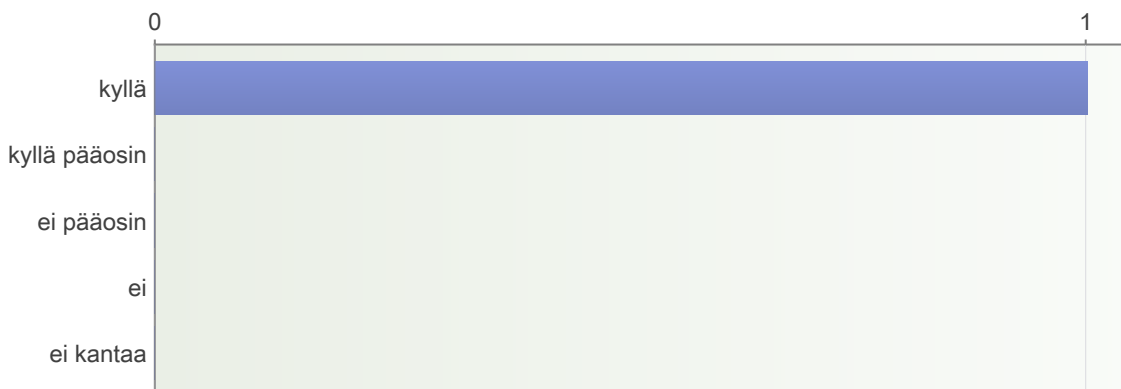 0 1
kyllä
kyllä pääosin
ei pääosin
ei
ei kantaa